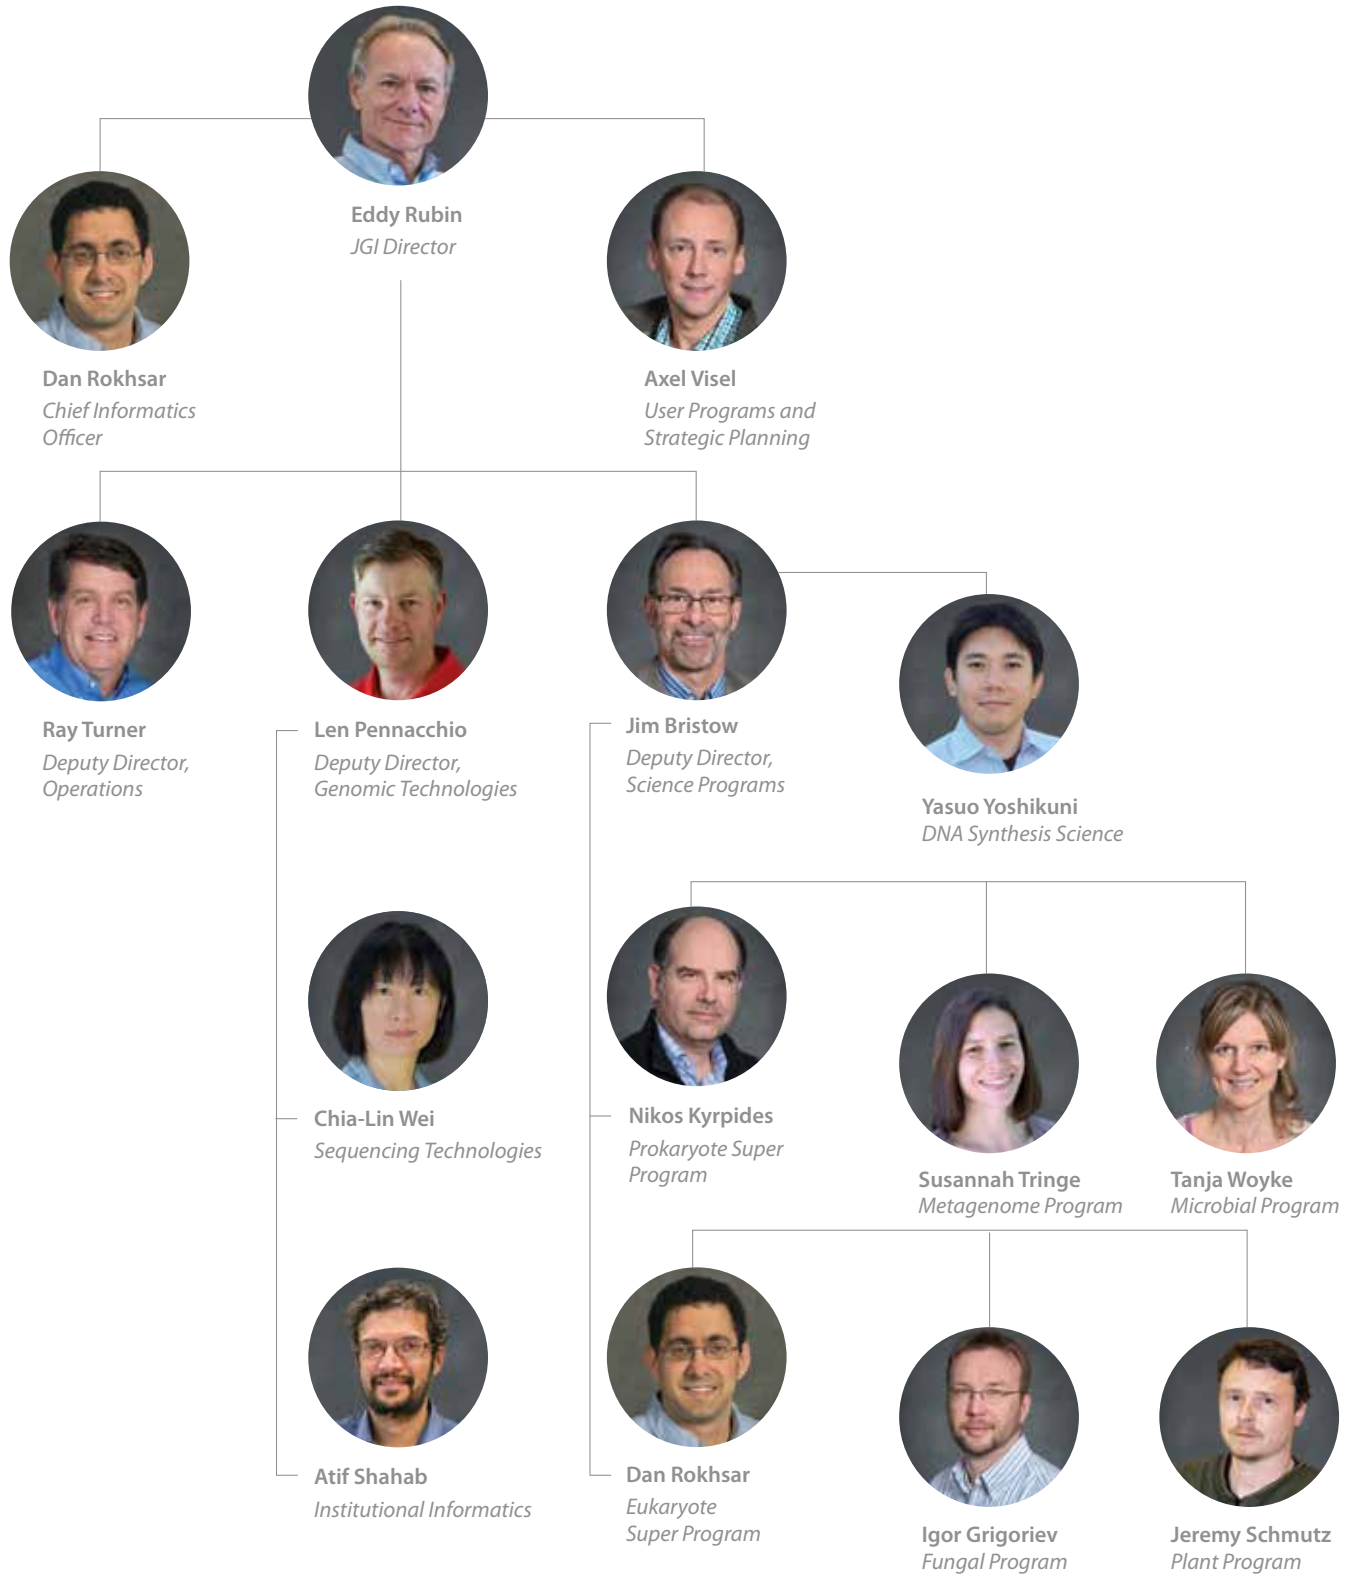 Eddy Rubin
JGI Director
Dan Rokhsar
Chief Informatics
Officer
Axel Visel
User Programs and
Strategic Planning
Ray Turner
Deputy Director,
Operations
Len Pennacchio
Deputy Director,
Genomic Technologies
Jim Bristow
Deputy Director,
Science Programs
Yasuo Yoshikuni
DNA Synthesis Science
Chia-Lin Wei
Sequencing Technologies
Nikos Kyrpides
Prokaryote Super
Program
Susannah Tringe
Metagenome Program
Tanja Woyke
Microbial Program
Atif Shahab
Institutional Informatics
Dan Rokhsar
Eukaryote
Super Program
Igor Grigoriev
Fungal Program
Jeremy Schmutz
Plant Program